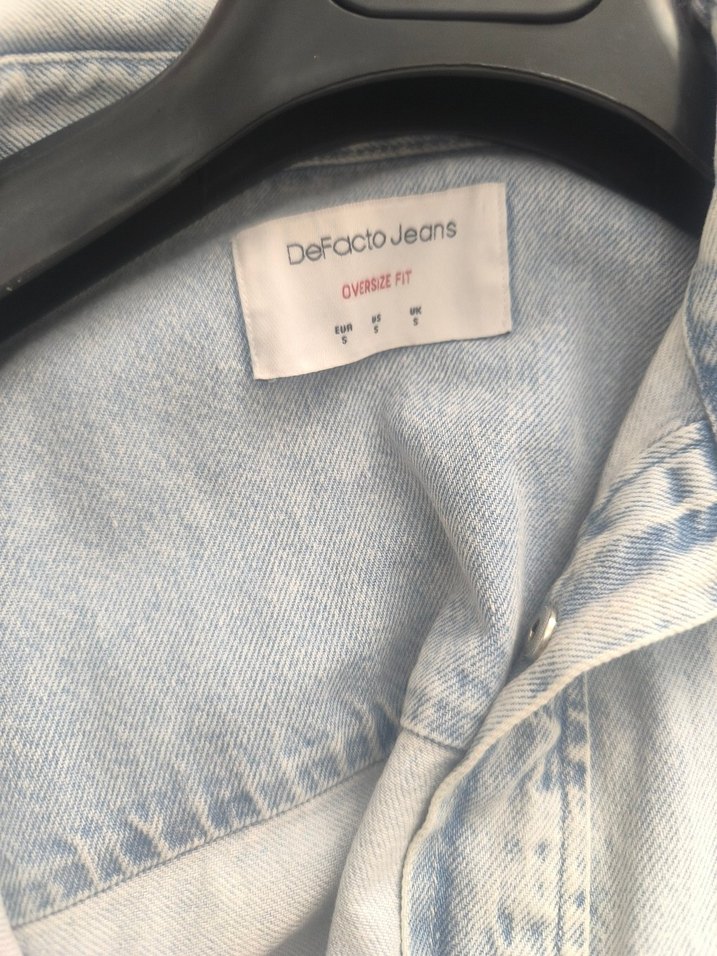 DeFacto Jeans
OVERSIZE FIT
EUR US UK
S S S